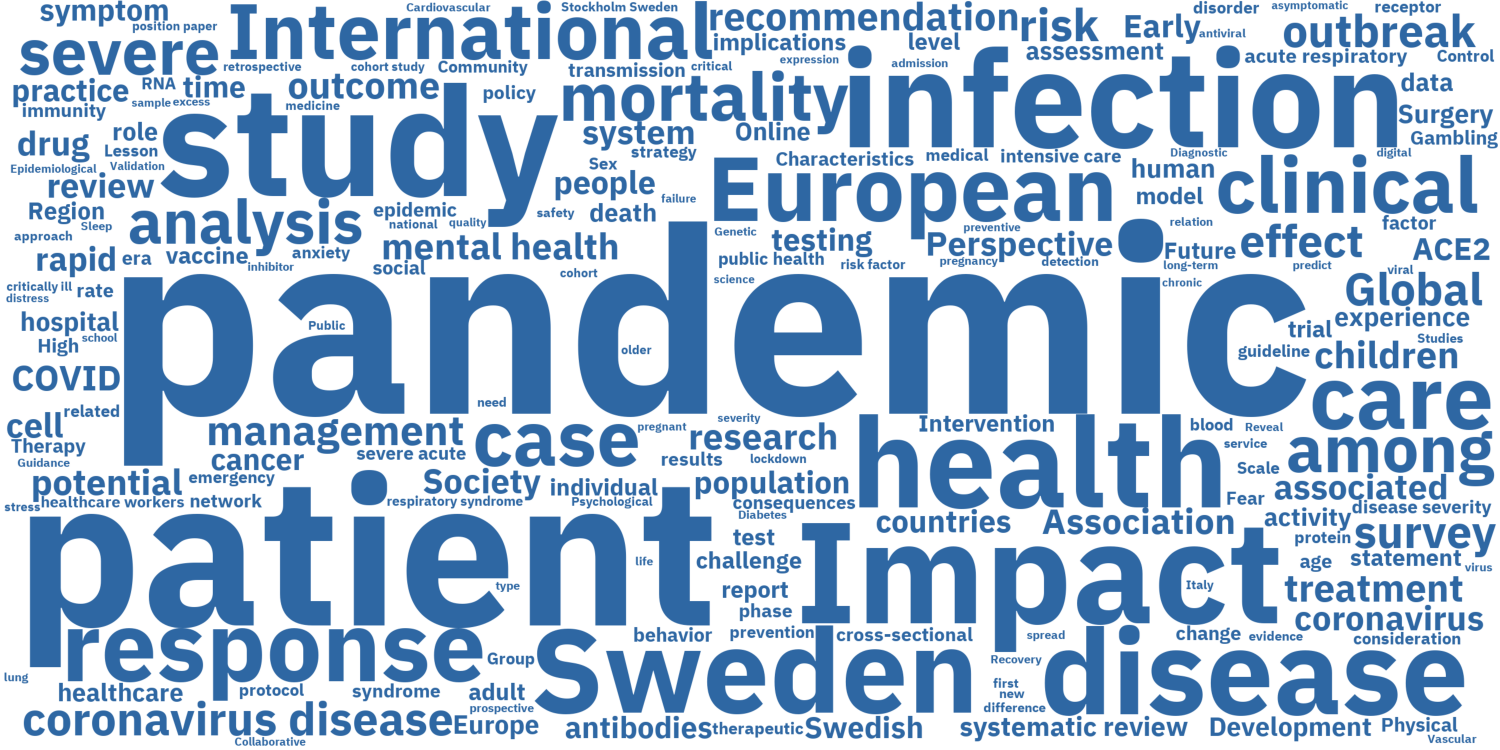 symptom
position paper
Cardiovascular
Stockholm Sweden
disorder
asymptomatic
receptor
severe
International
recommendation
risk
Early
antiviral
outbreak
implications
level
assessment
retrospective
cohort study
Community
transmission
critical
expression
admission
acute respiratory
Control
practice
RNA
time
outcome
policy
mortality
infection
data
immunity
sample
excess
medicine
study
system
Online
Surgery
Gambling
drug
role
Lesson
strategy
Characteristics
medical
intensive care
Diagnostic
digital
Epidemiological
Validation
review
Sex
people
failure
European
human
model
clinical
Region
Sleep
analysis
epidemic
national
quality
safety
death
Genetic
preventive
relation
factor
approach
rapid
era
vaccine
inhibitor
anxiety
mental health
social
cohort
testing
public health
risk factor
Perspective
pregnancy
detection
Future
long-term
effect
predict
ACE2
viral
critically ill
distress
rate
science
chronic
Global
hospital
High
school
Public
pandemic
older
trial
experience
guideline
Studies
children
COVID
related
need
care
cell
Therapy
Guidance
management
severe acute
case
pregnant
severity
research
results
lockdown
Intervention
health
blood
Reveal
service
among
cancer
potential
emergency
Society
individual
population
consequences
Scale
Fear
associated
disease severity
stress
healthcare workers
network
respiratory syndrome
Psychological
Diabetes
countries
Association
activity
protein
survey
patient
type
life
test
challenge
Impact
Italy
age
statement
virus
report
phase
treatment
coronavirus
response
behavior
prevention
cross-sectional
spread
change
evidence
consideration
Group
Sweden
Recovery
disease
lung
healthcare
protocol
syndrome
adult
prospective
first
new
difference
coronavirus disease
Collaborative
Europe
antibodies
therapeutic
Swedish
systematic review
Development
Physical
Vascular